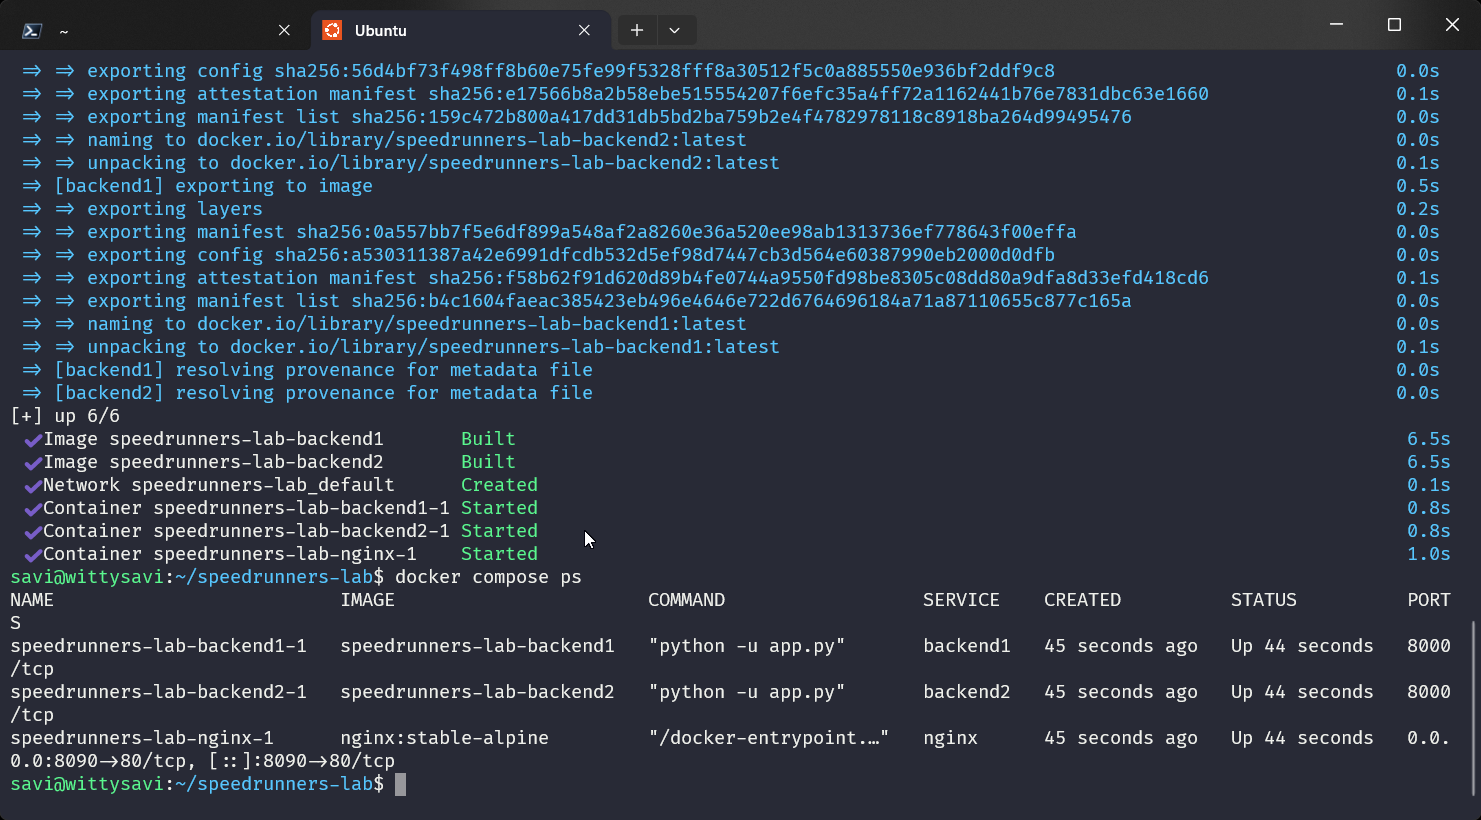 ~
Ubuntu
⇒ ⇒ exporting config sha256:56d4bf73f498ff8b60e75fe99f5328fff8a30512f5c0a885550e936bf2ddf9c8 0.0s
⇒ ⇒ exporting attestation manifest sha256:e17566b8a2b58ebe515554207f6efc35a4ff72a1162441b76e7831dbc63e1660 0.1s
⇒ ⇒ exporting manifest list sha256:159c472b800a417dd31db5bd2ba759b2e4f4782978118c8918ba264d99495476 0.0s
⇒ ⇒ naming to docker.io/library/speedrunners-lab-backend2:latest 0.0s
⇒ ⇒ unpacking to docker.io/library/speedrunners-lab-backend2:latest 0.1s
⇒ [backend1] exporting to image 0.5s
⇒ ⇒ exporting layers 0.2s
⇒ ⇒ exporting manifest sha256:0a557bb7f5e6df899a548af2a8260e36a520ee98ab1313736ef778643f00effa 0.0s
⇒ ⇒ exporting config sha256:a530311387a42e6991dfcdb532d5ef98d7447cb3d564e60387990eb2000d0dfb 0.0s
⇒ ⇒ exporting attestation manifest sha256:f58b62f91d620d89b4fe0744a9550fd98be8305c08dd80a9dfa8d33efd418cd6 0.1s
⇒ ⇒ exporting manifest list sha256:b4c1604faeac385423eb496e4646e722d6764696184a71a87110655c877c165a 0.0s
⇒ ⇒ naming to docker.io/library/speedrunners-lab-backend1:latest 0.0s
⇒ ⇒ unpacking to docker.io/library/speedrunners-lab-backend1:latest 0.1s
⇒ [backend1] resolving provenance for metadata file 0.0s
⇒ [backend2] resolving provenance for metadata file 0.0s
[+] up 6/6
✔Image speedrunners-lab-backend1 Built 6.5s
✔Image speedrunners-lab-backend2 Built 6.5s
✔Network speedrunners-lab_default Created 0.1s
✔Container speedrunners-lab-backend1-1 Started 0.8s
✔Container speedrunners-lab-backend2-1 Started 0.8s
✔Container speedrunners-lab-nginx-1 Started 1.0s
savi@wittysavi:~/speedrunners-lab$ docker compose ps
NAME IMAGE COMMAND SERVICE CREATED STATUS PORT
S
speedrunners-lab-backend1-1 speedrunners-lab-backend1 "python -u app.py" backend1 45 seconds ago Up 44 seconds 8000
/tcp
speedrunners-lab-backend2-1 speedrunners-lab-backend2 "python -u app.py" backend2 45 seconds ago Up 44 seconds 8000
/tcp
speedrunners-lab-nginx-1 nginx:stable-alpine "/docker-entrypoint.…" nginx 45 seconds ago Up 44 seconds 0.0.
0.0:8090->80/tcp, [::]:8090->80/tcp
savi@wittysavi:~/speedrunners-lab$